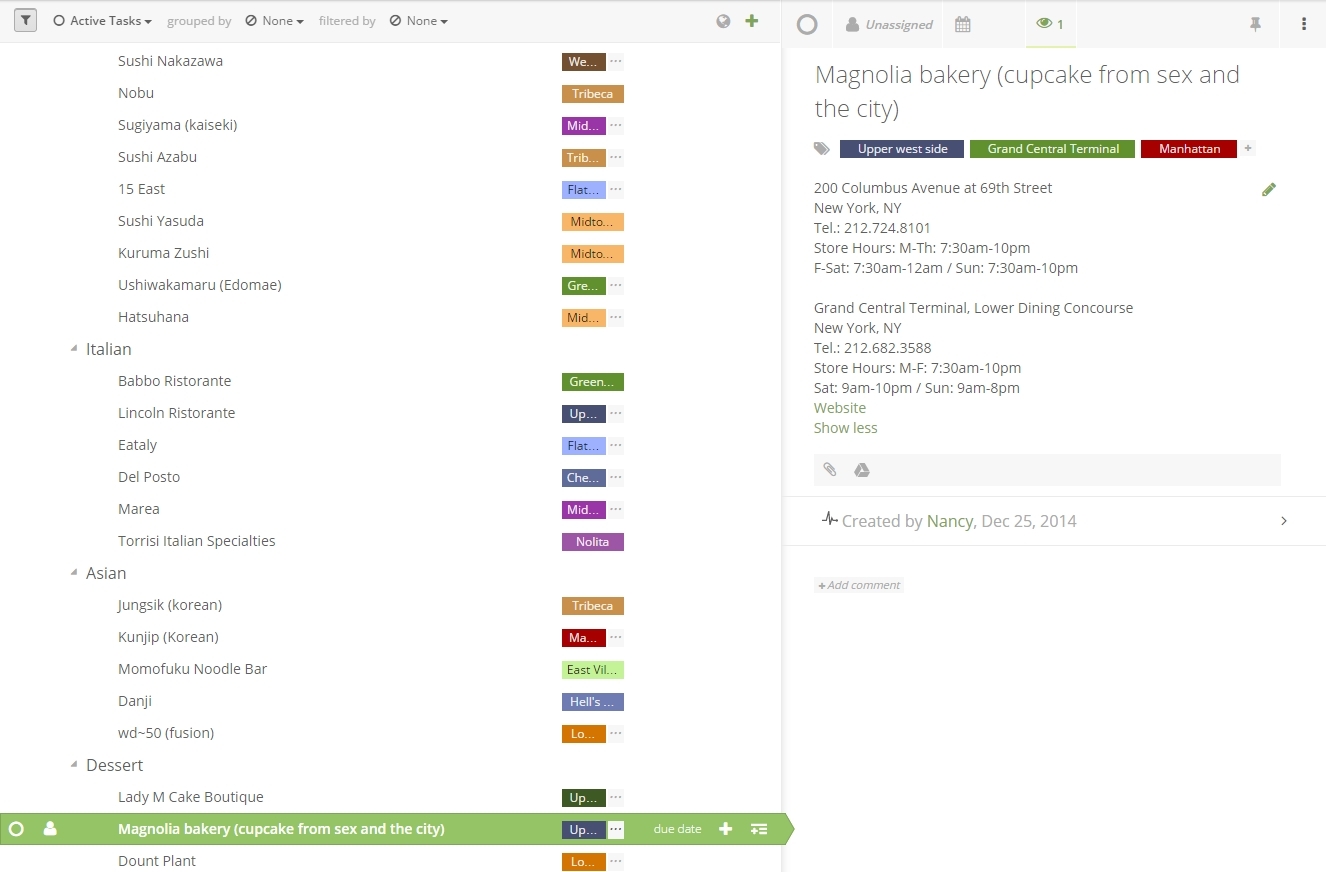 Active Tasks grouped by None filtered by None
Sushi Nakazawa We... ...
Nobu Tribeca
Sugiyama (kaiseki) Mid... ...
Sushi Azabu Trib... ...
15 East Flat... ...
Sushi Yasuda Midto...
Kuruma Zushi Midto...
Ushiwakamaru (Edomae) Gre... ...
Hatsuhana Mid... ...
Italian
Babbo Ristorante Green...
Lincoln Ristorante Up... ...
Eataly Flat... ...
Del Posto Che... ...
Marea Mid... ...
Torrisi Italian Specialties Nolita
Asian
Jungsik (korean) Tribeca
Kunjip (Korean) Ma... ...
Momofuku Noodle Bar East Vil...
Danji Hell's ...
wd~50 (fusion) Lo... ...
Dessert
Lady M Cake Boutique Up... ...
Magnolia bakery (cupcake from sex and the city) Up... ... due date
Dount Plant Lo... ...
Unassigned 1
Magnolia bakery (cupcake from sex and
the city)
Upper west side Grand Central Terminal Manhattan +
200 Columbus Avenue at 69th Street
New York, NY
Tel.: 212.724.8101
Store Hours: M-Th: 7:30am-10pm
F-Sat: 7:30am-12am / Sun: 7:30am-10pm
Grand Central Terminal, Lower Dining Concourse
New York, NY
Tel.: 212.682.3588
Store Hours: M-F: 7:30am-10pm
Sat: 9am-10pm / Sun: 9am-8pm
Website
Show less
Created by Nancy, Dec 25, 2014
+ Add comment